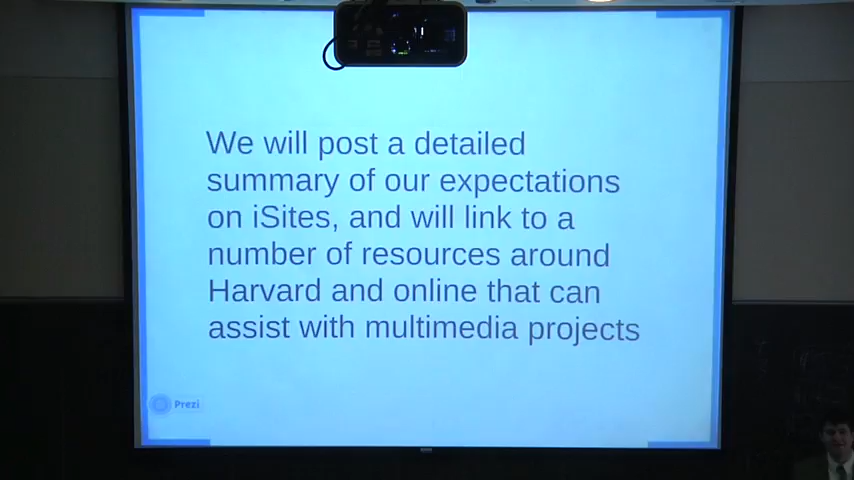 We will post a detailed
summary of our expectations
on iSites, and will link to a
number of resources around
Harvard and online that can
assist with multimedia projects
Prezi